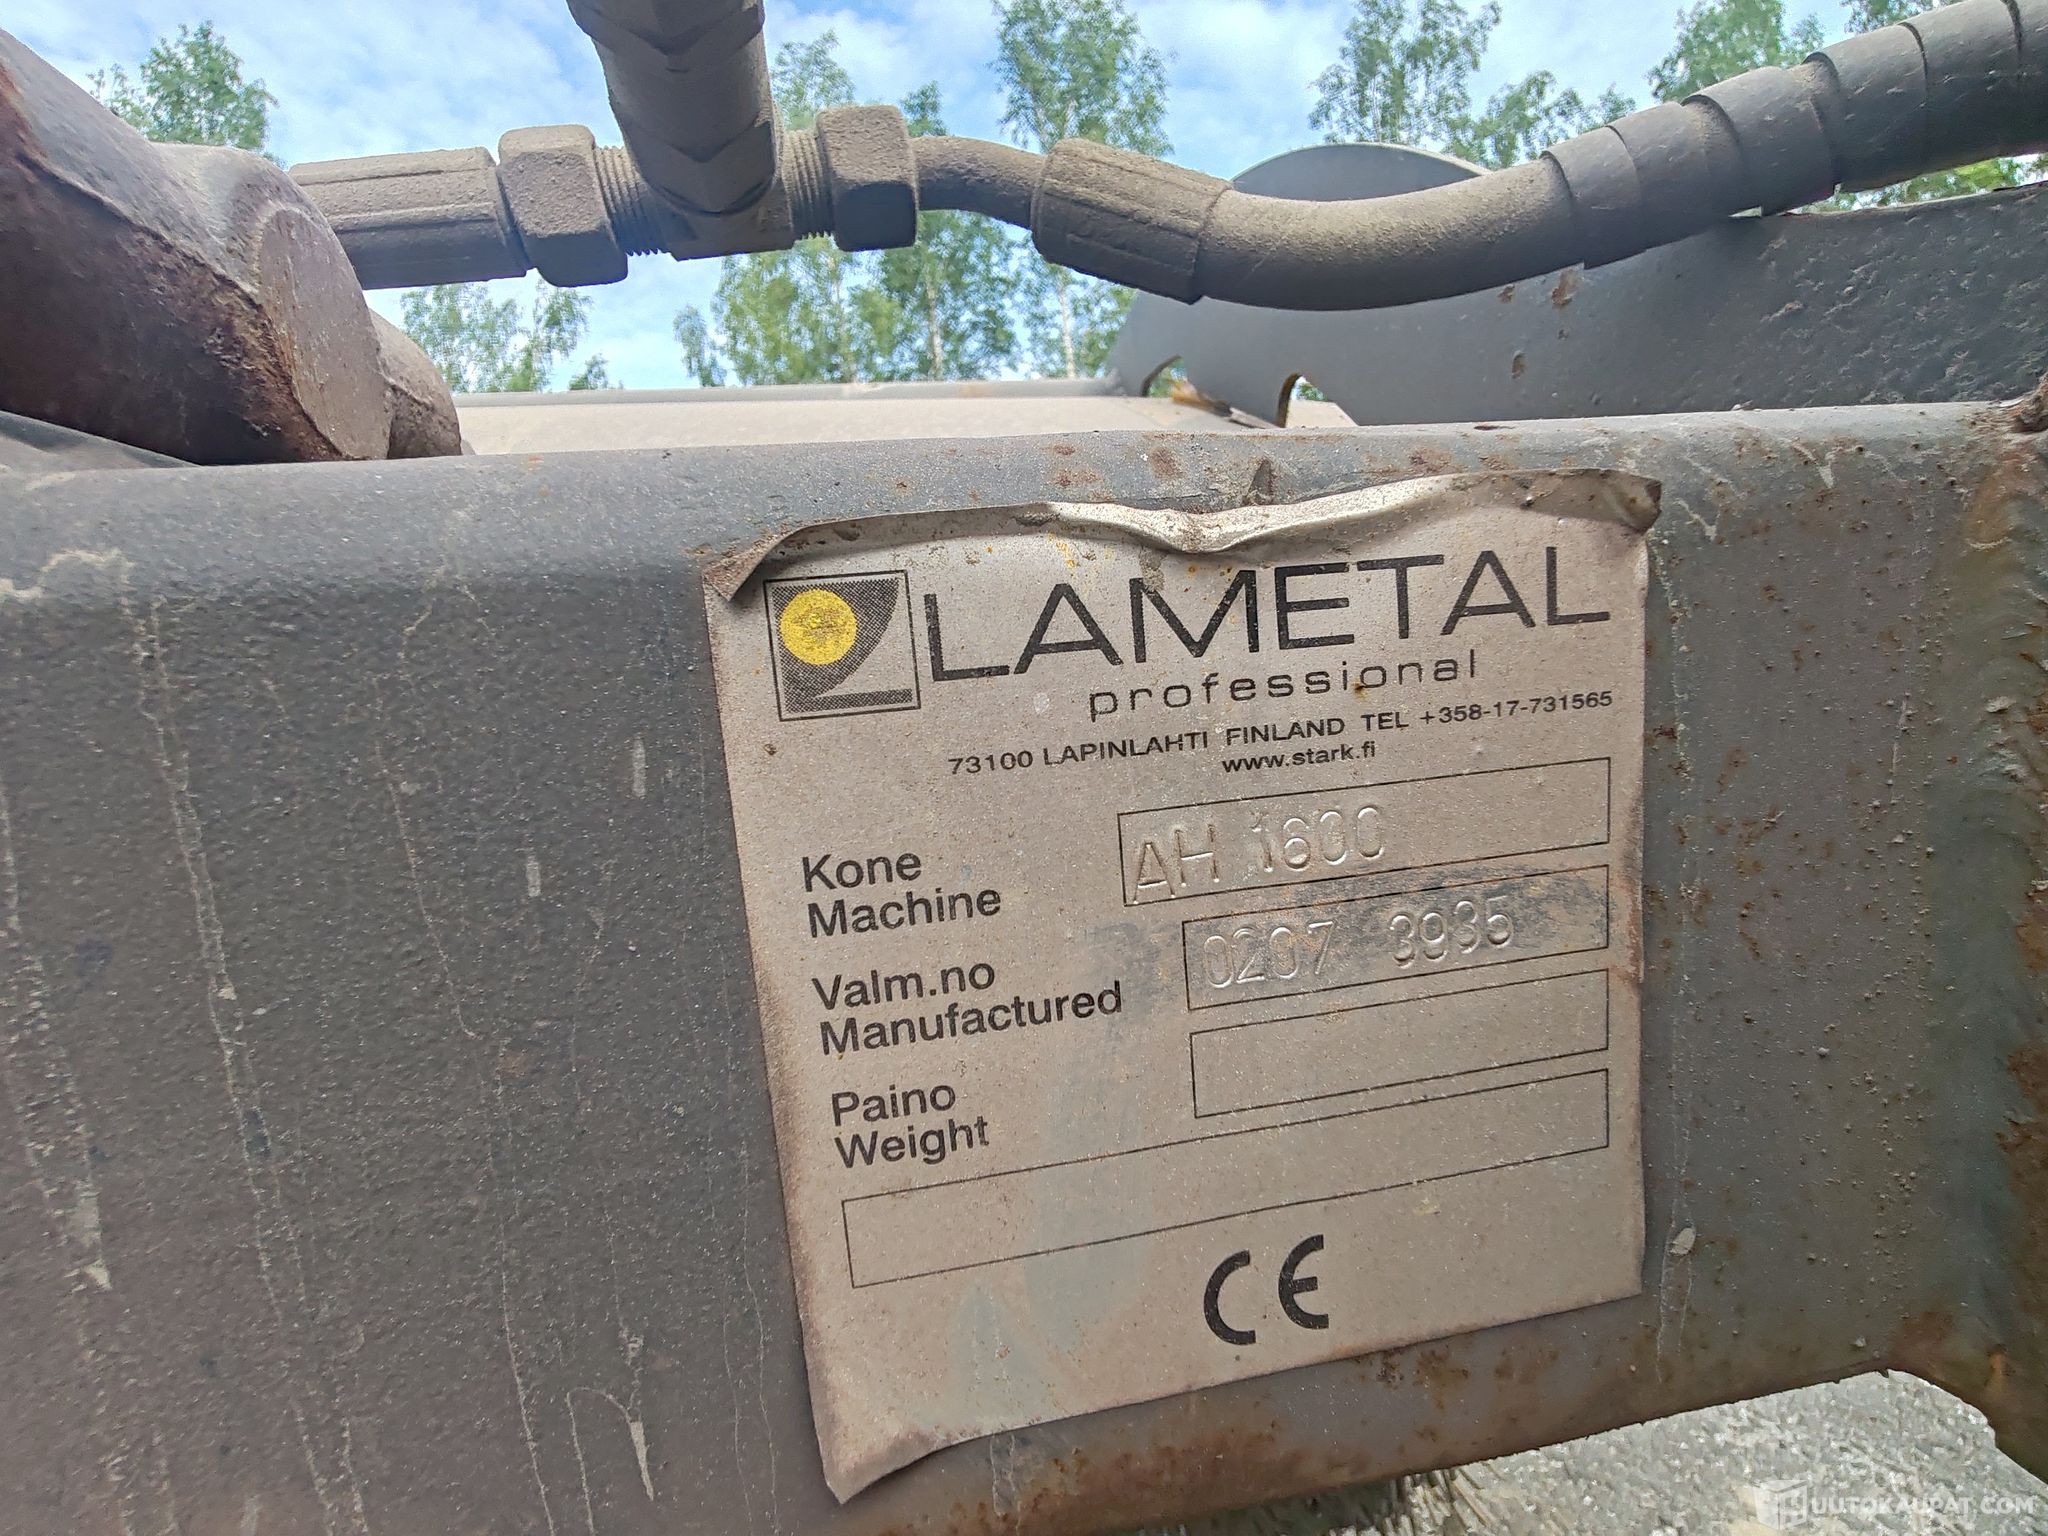 LAMETAL
professional
73100 LAPINLAHTI FINLAND TEL +358-17-731565
www.stark.fi
Kone
Machine
AH 1600
Valm.no
Manufactured
0207 3935
Paino
Weight
CE
HUUTOKAUPAT.COM